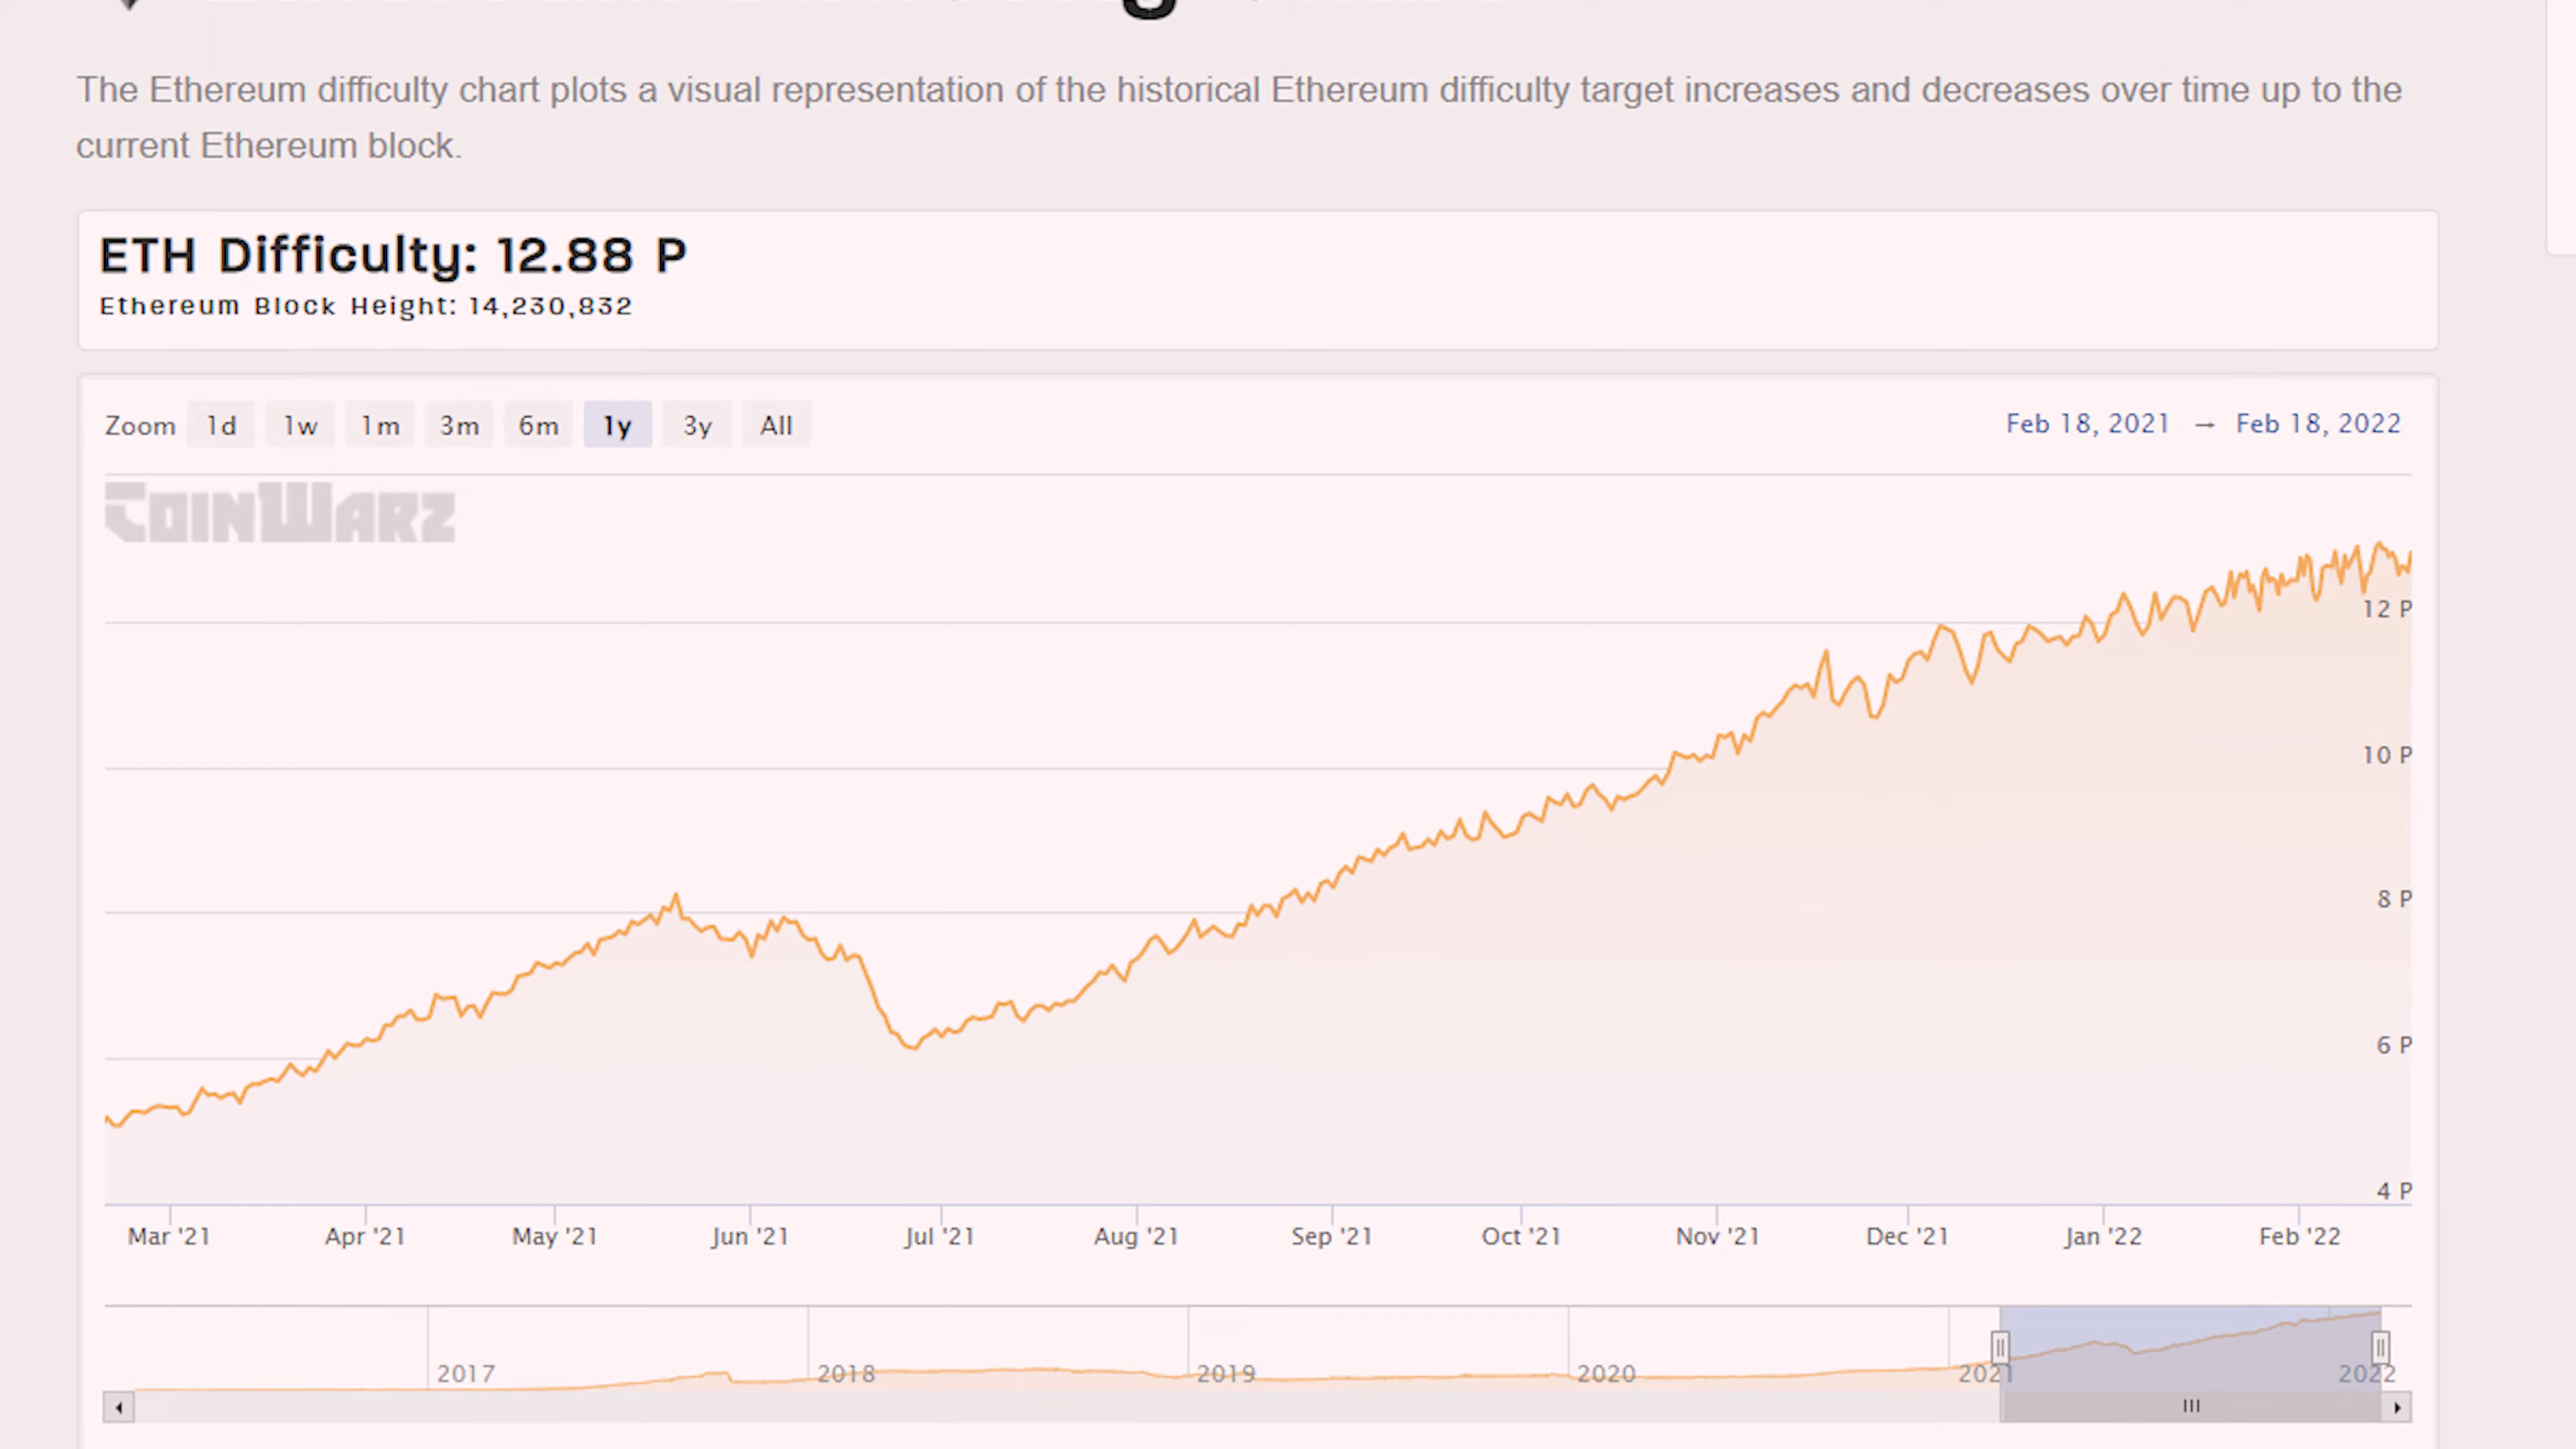 The Ethereum difficulty chart plots a visual representation of the historical Ethereum difficulty target increases and decreases over time up to the
current Ethereum block.
ETH Difficulty: 12.88 P
Ethereum Block Height: 14,230,832
Zoom 1d 1w 1m 3m 6m 1y 3y All Feb 18, 2021 → Feb 18, 2022
COINWARZ
12 P
10 P
8 P
6 P
4 P
Mar '21 Apr '21 May '21 Jun '21 Jul '21 Aug '21 Sep '21 Oct '21 Nov '21 Dec '21 Jan '22 Feb '22
2017 2018 2019 2020 2021 2022